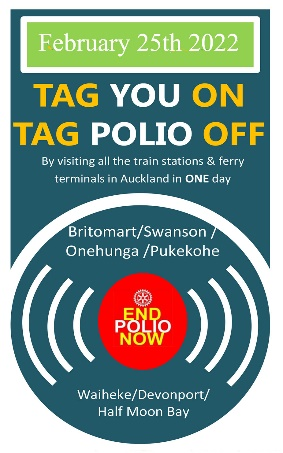 February 25th 2022
TAG YOU ON
TAG POLIO OFF
By visiting all the train stations & ferry
terminals in Auckland in ONE day
Britomart/Swanson /
Onehunga /Pukekohe
END
POLIO
NOW
Waiheke/Devonport/
Half Moon Bay